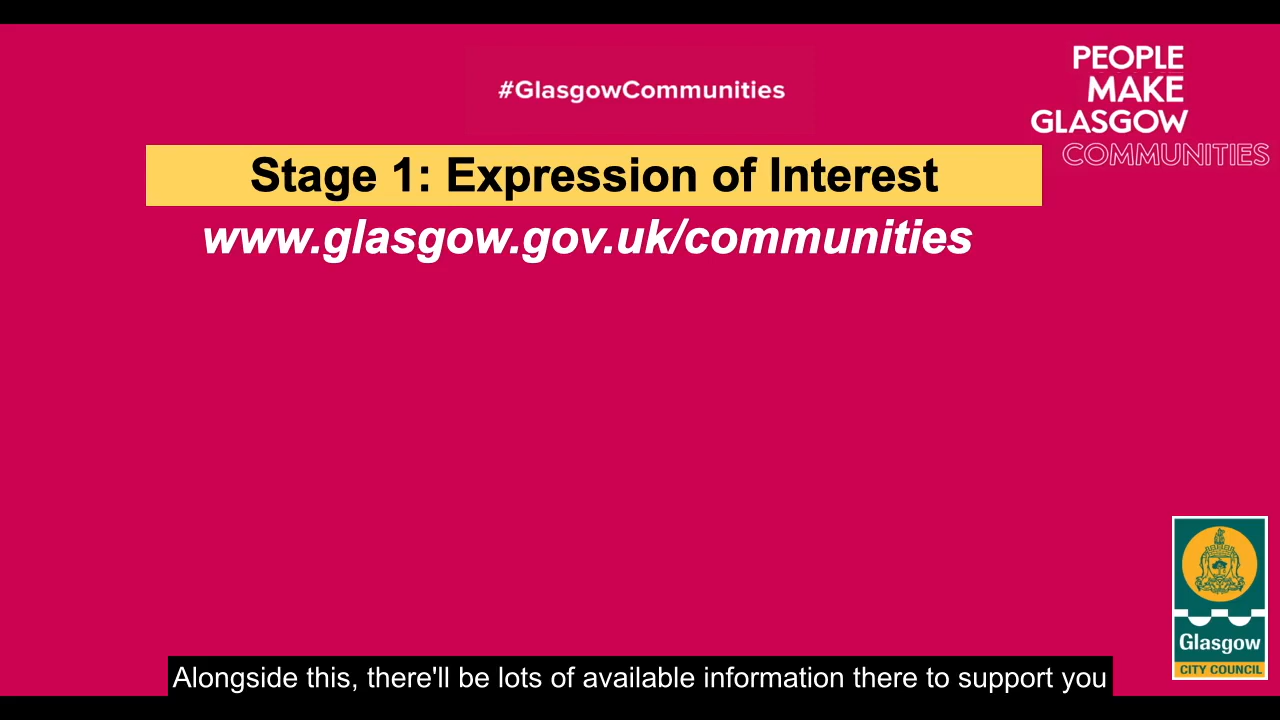 #GlasgowCommunities
PEOPLE
MAKE
GLASGOW
COMMUNITIES
Stage 1: Expression of Interest
www.glasgow.gov.uk/communities
Glasgow
CITY COUNCIL
Alongside this, there'll be lots of available information there to support you